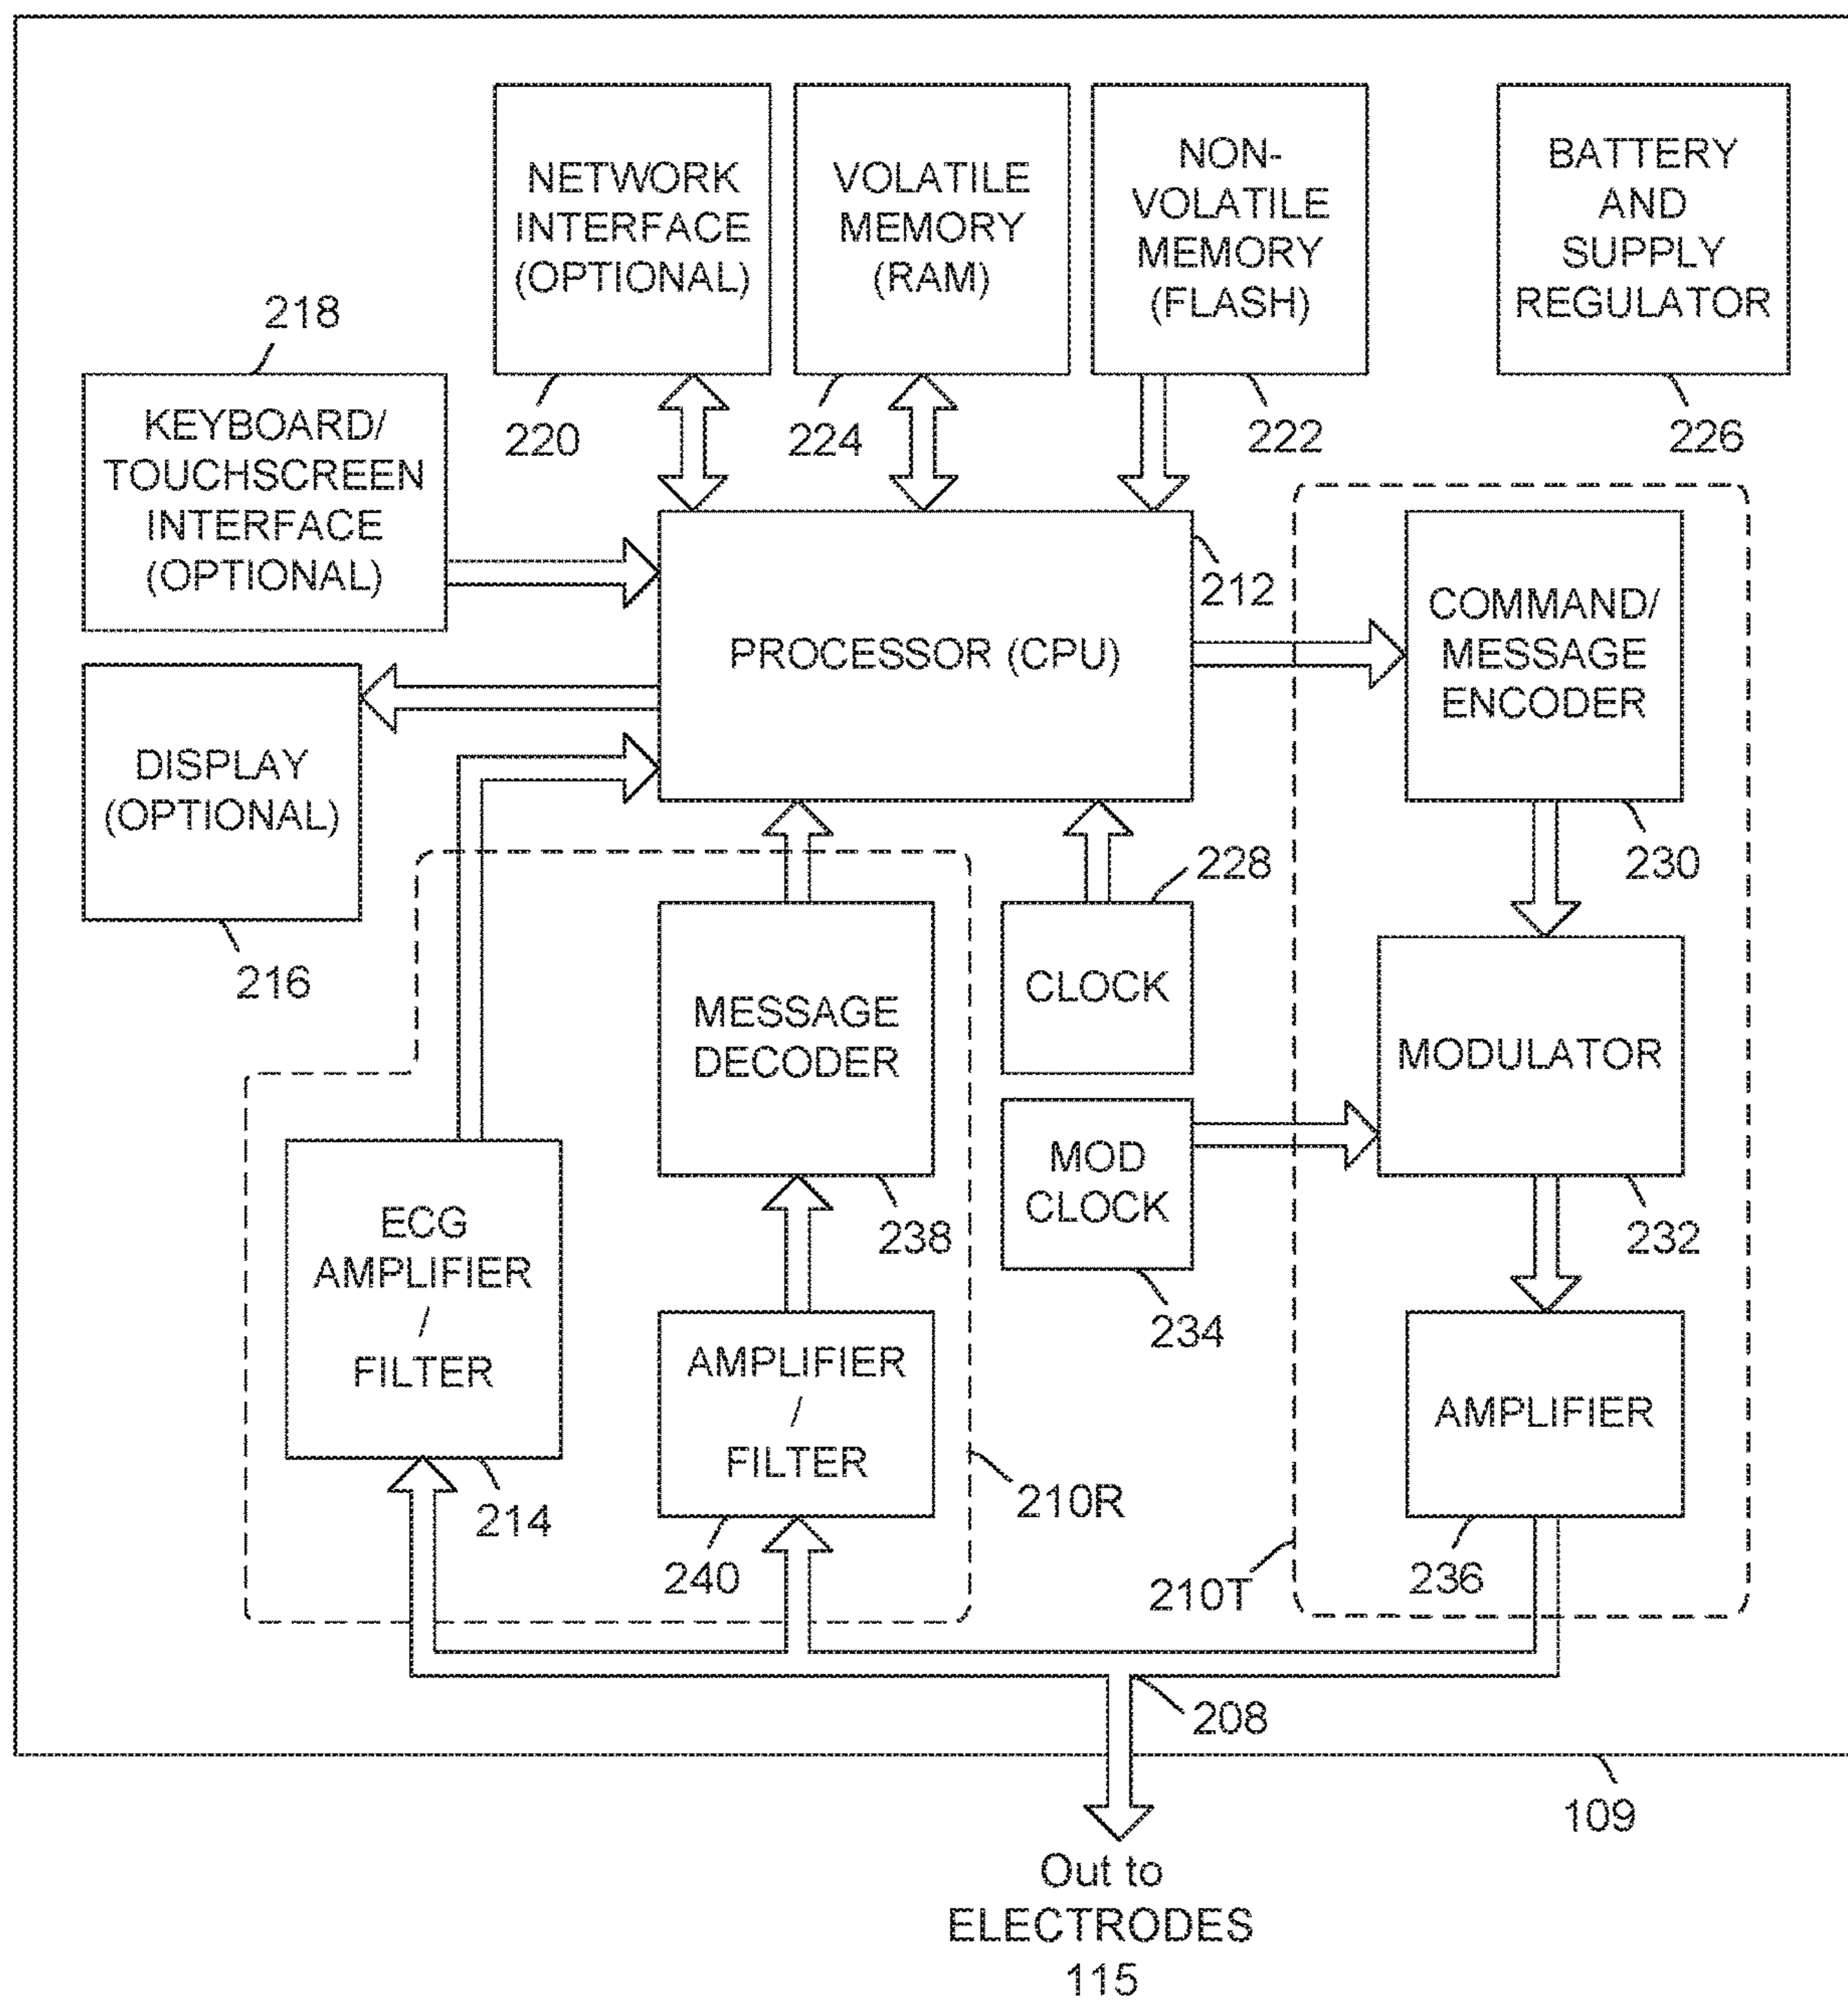 NETWORK
INTERFACE
(OPTIONAL)
220
VOLATILE
MEMORY
(RAM)
224
NON-
VOLATILE
MEMORY
(FLASH)
222
BATTERY
AND
SUPPLY
REGULATOR
226
218
KEYBOARD/
TOUCHSCREEN
INTERFACE
(OPTIONAL)
PROCESSOR (CPU)
212
COMMAND/
MESSAGE
ENCODER
230
DISPLAY
(OPTIONAL)
216
MESSAGE
DECODER
238
228
CLOCK
MOD
CLOCK
234
MODULATOR
232
ECG
AMPLIFIER
/
FILTER
214
AMPLIFIER
/
FILTER
240
210R
AMPLIFIER
236
210T
208
109
Out to
ELECTRODES
115